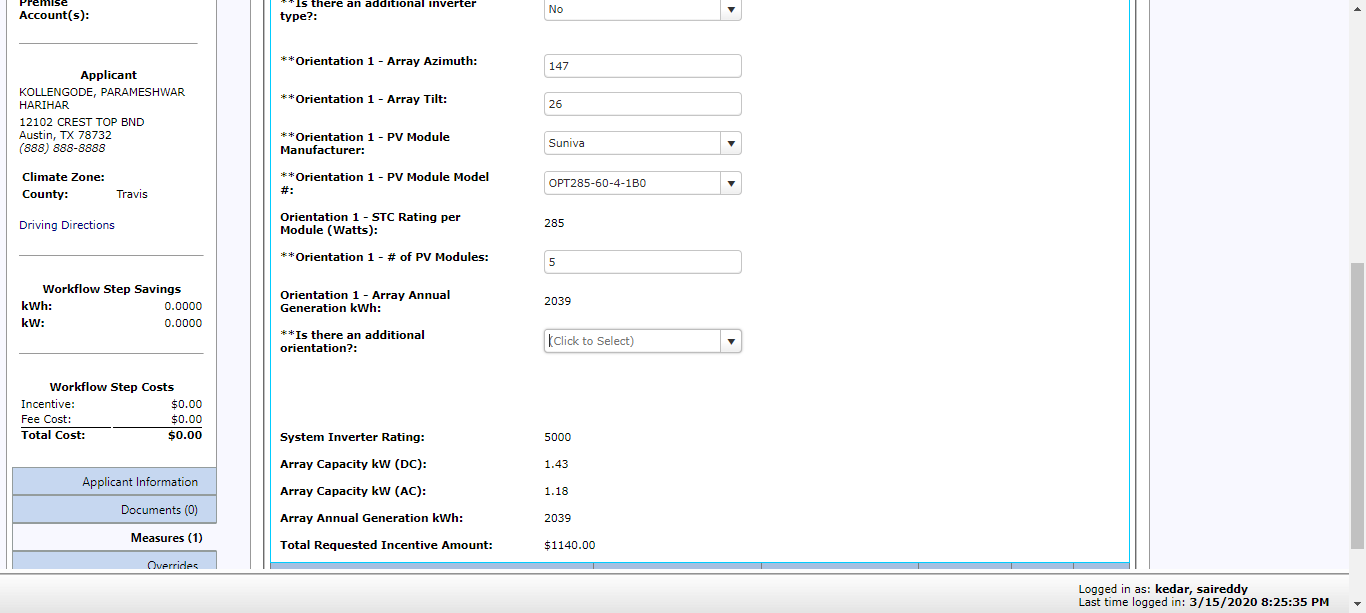 Premise
Account(s):
Applicant
KOLLENGODE, PARAMESHWAR
HARIHAR
12102 CREST TOP BND
Austin, TX 78732
(888) 888-8888
Climate Zone:
County: Travis
Driving Directions
Workflow Step Savings
kWh: 0.0000
kW: 0.0000
Workflow Step Costs
Incentive: $0.00
Fee Cost: $0.00
Total Cost: $0.00
Applicant Information
Documents (0)
Measures (1)
Overrides
**Is there an additional inverter
type?: No
**Orientation 1 - Array Azimuth: 147
**Orientation 1 - Array Tilt: 26
**Orientation 1 - PV Module
Manufacturer: Suniva
**Orientation 1 - PV Module Model
#: OPT285-60-4-1B0
Orientation 1 - STC Rating per
Module (Watts): 285
**Orientation 1 - # of PV Modules: 5
Orientation 1 - Array Annual
Generation kWh: 2039
**Is there an additional
orientation?: (Click to Select)
System Inverter Rating: 5000
Array Capacity kW (DC): 1.43
Array Capacity kW (AC): 1.18
Array Annual Generation kWh: 2039
Total Requested Incentive Amount: $1140.00
Logged in as: kedar, saireddy
Last time logged in: 3/15/2020 8:25:35 PM